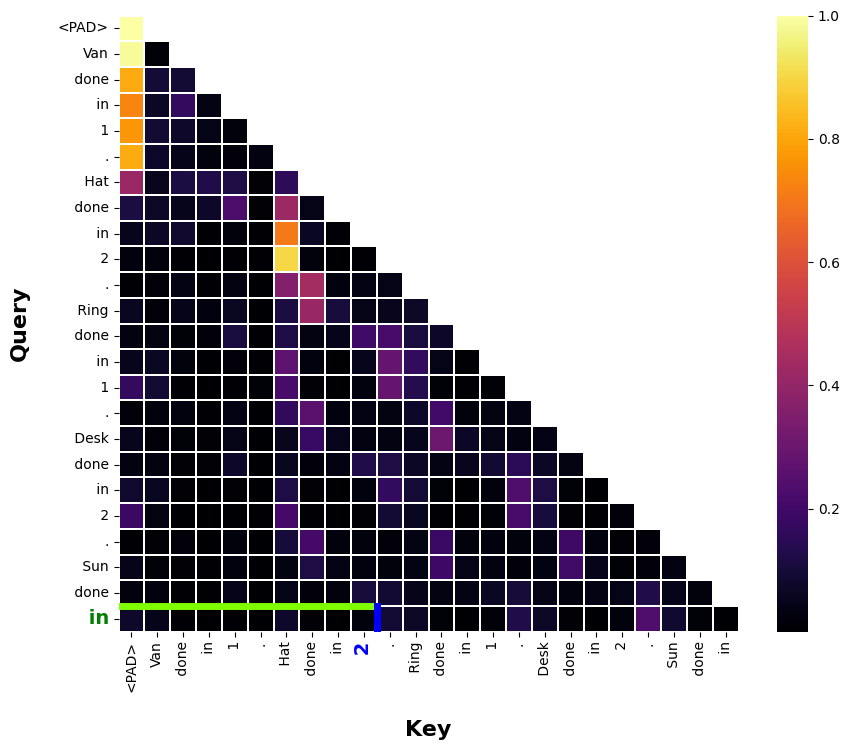 <PAD>
Van
done
in
1
.
Hat
done
in
2
.
Ring
done
in
1
.
Desk
done
in
2
.
Sun
done
in
Query
<PAD> Van done in 1 . Hat done in 2 . Ring done in 1 . Desk done in 2 . Sun done in
Key
1.0
0.8
0.6
0.4
0.2